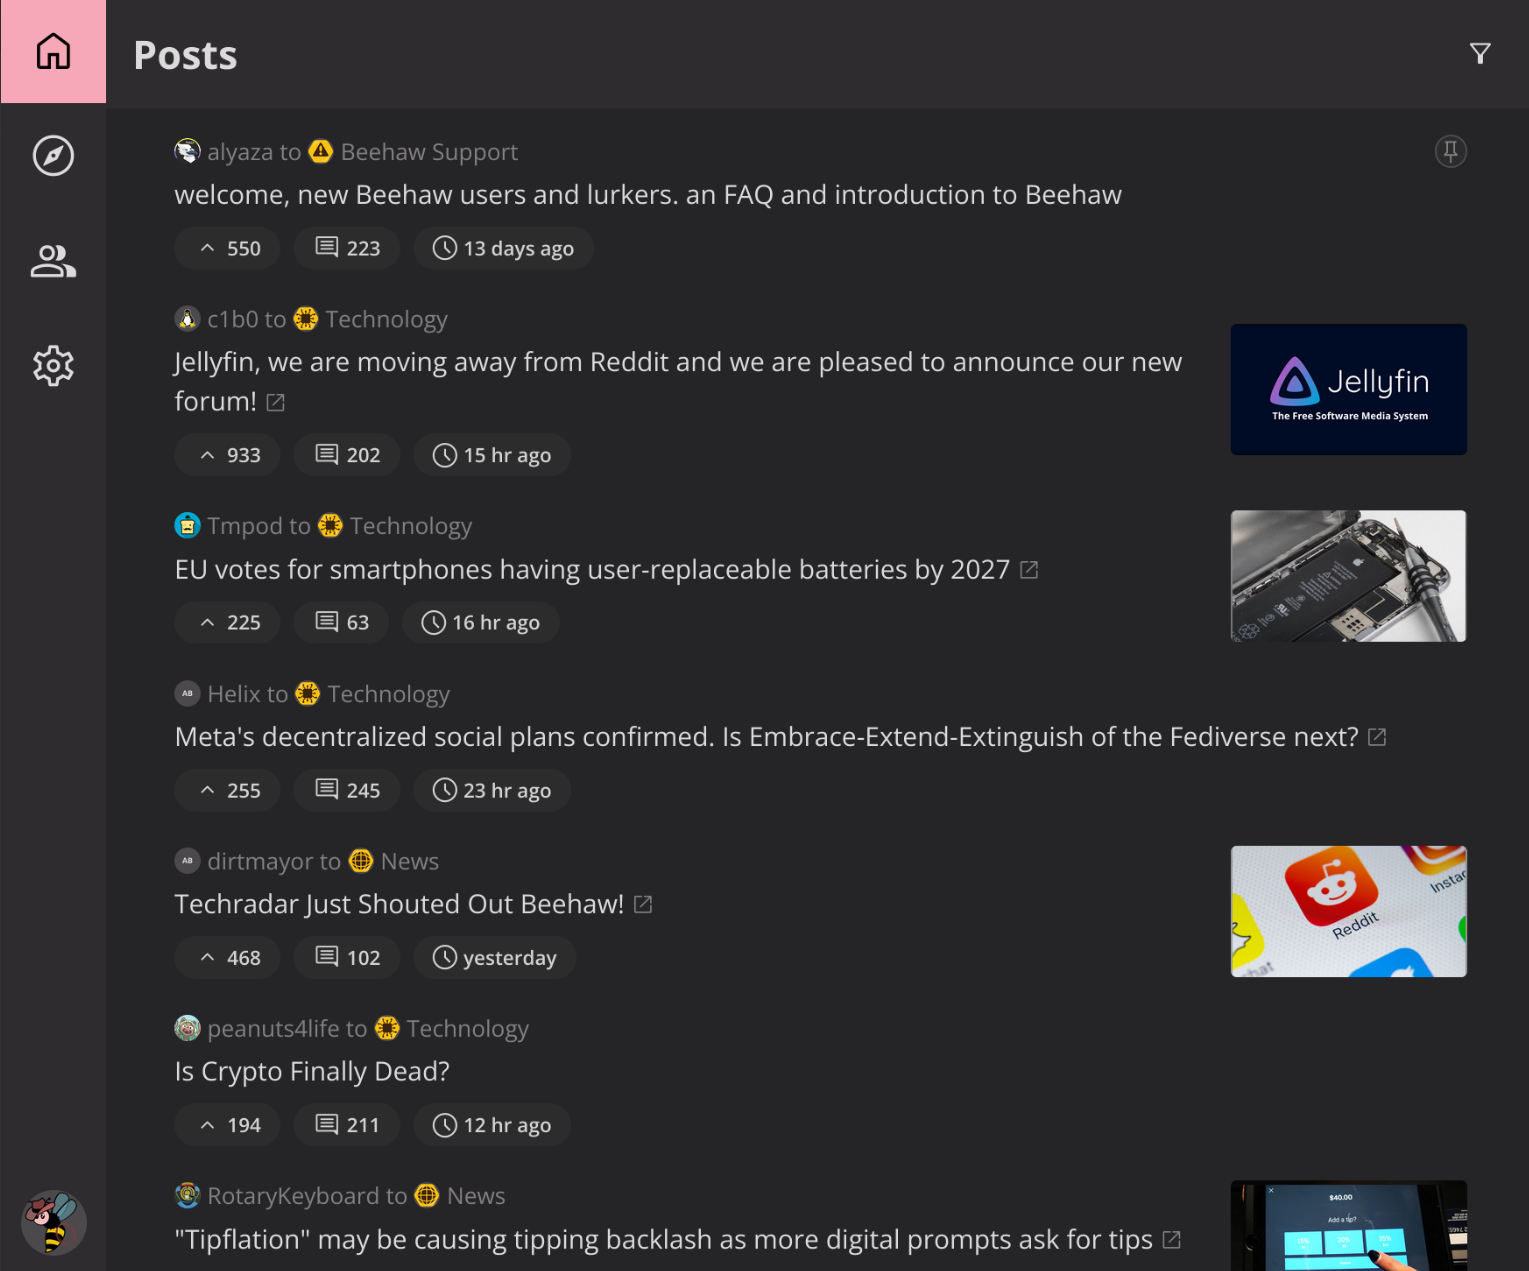 Posts
alyaza to Beehaw Support
welcome, new Beehaw users and lurkers. an FAQ and introduction to Beehaw
550 223 13 days ago
c1b0 to Technology
Jellyfin, we are moving away from Reddit and we are pleased to announce our new
forum!
933 202 15 hr ago
Jellyfin
The Free Software Media System
Tmpod to Technology
EU votes for smartphones having user-replaceable batteries by 2027
225 63 16 hr ago
AB Helix to Technology
Meta's decentralized social plans confirmed. Is Embrace-Extend-Extinguish of the Fediverse next?
255 245 23 hr ago
AB dirtmayor to News
Techradar Just Shouted Out Beehaw!
468 102 yesterday
Instag
Reddit
hat
peanuts4life to Technology
Is Crypto Finally Dead?
194 211 12 hr ago
RotaryKeyboard to News
"Tipflation" may be causing tipping backlash as more digital prompts ask for tips
$40.00
Add a tip?
15% 20% 25%